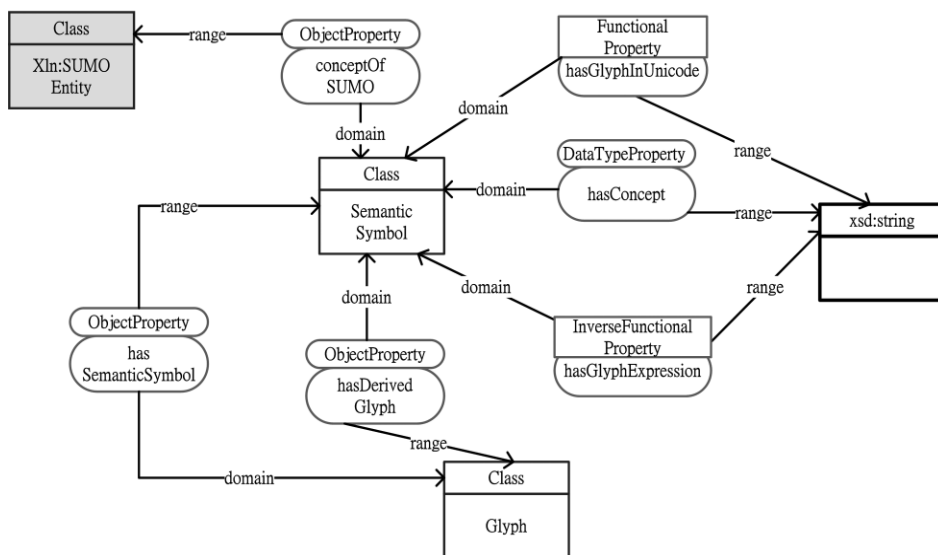 Class
Xln:SUMO
Entity
range
ObjectProperty
conceptOf
SUMO
domain
Functional
Property
hasGlyphInUnicode
domain
range
Class
Semantic
Symbol
domain
DataTypeProperty
hasConcept
range
xsd:string
range
ObjectProperty
has
SemanticSymbol
domain
domain
ObjectProperty
hasDerived
Glyph
range
domain
InverseFunctional
Property
hasGlyphExpression
range
Class
Glyph